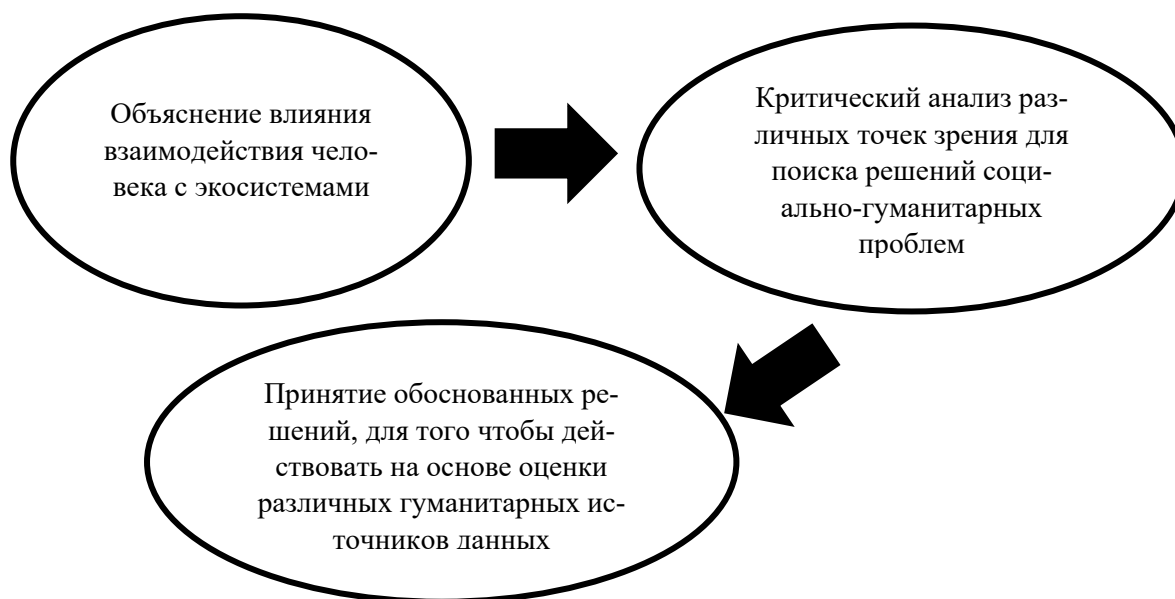 Объяснение влияния
взаимодействия чело-
века с экосистемами
Критический анализ раз-
личных точек зрения для
поиска решений соци-
ально-гуманитарных
проблем
Принятие обоснованных ре-
шений, для того чтобы дей-
ствовать на основе оценки
различных гуманитарных ис-
точников данных